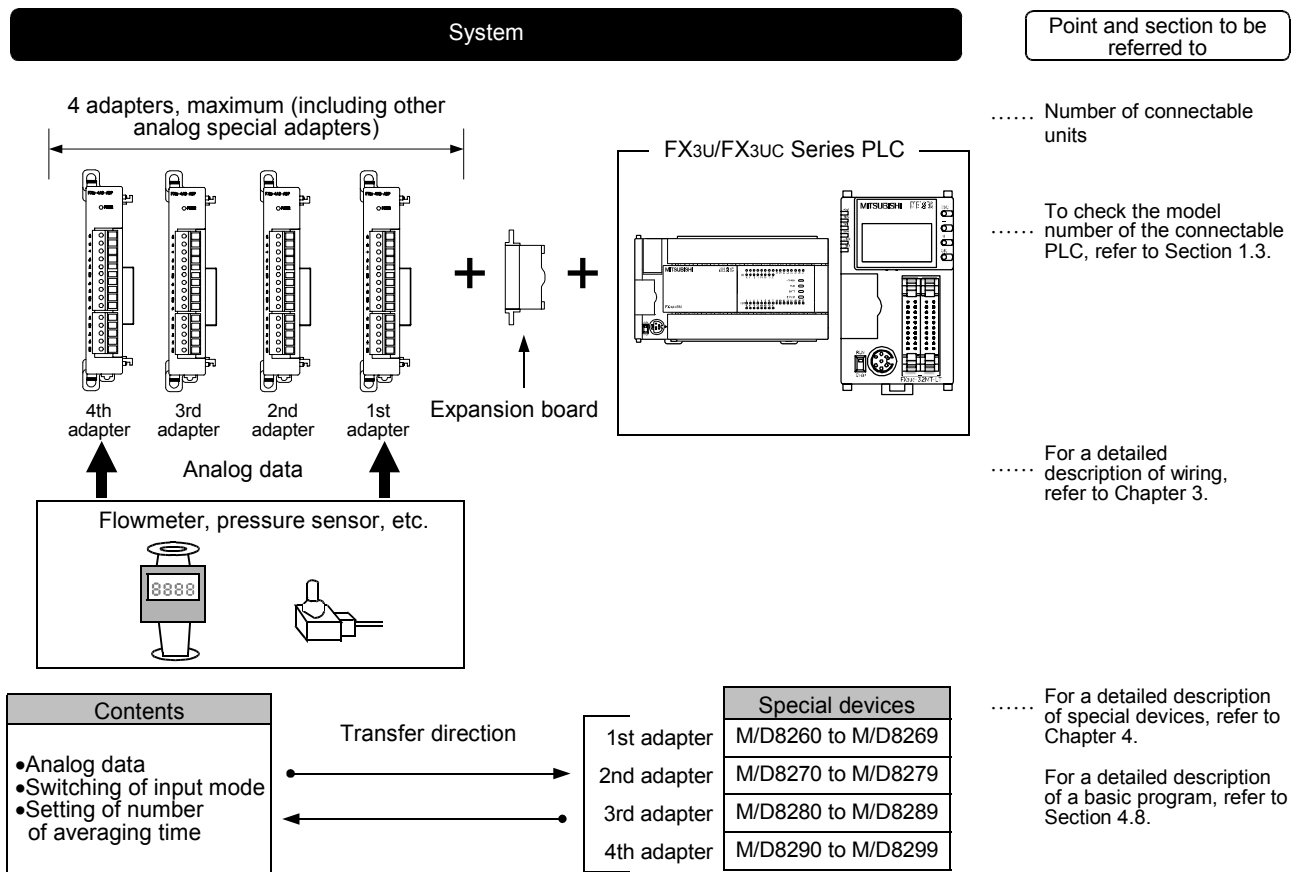 System
Point and section to be
referred to
4 adapters, maximum (including other
analog special adapters)
...... Number of connectable
units
FX3U/FX3UC Series PLC
MITSUBISHI
MITSUBISHI
To check the model
...... number of the connectable
PLC, refer to Section 1.3.
4th
adapter
3rd
adapter
2nd
adapter
1st
adapter
Expansion board
Analog data
...... For a detailed
description of wiring,
refer to Chapter 3.
Flowmeter, pressure sensor, etc.
8888
Contents
•Analog data
•Switching of input mode
•Setting of number
of averaging time
Transfer direction
Special devices
1st adapter M/D8260 to M/D8269
2nd adapter M/D8270 to M/D8279
3rd adapter M/D8280 to M/D8289
4th adapter M/D8290 to M/D8299
...... For a detailed description
of special devices, refer to
Chapter 4.
For a detailed description
of a basic program, refer to
Section 4.8.